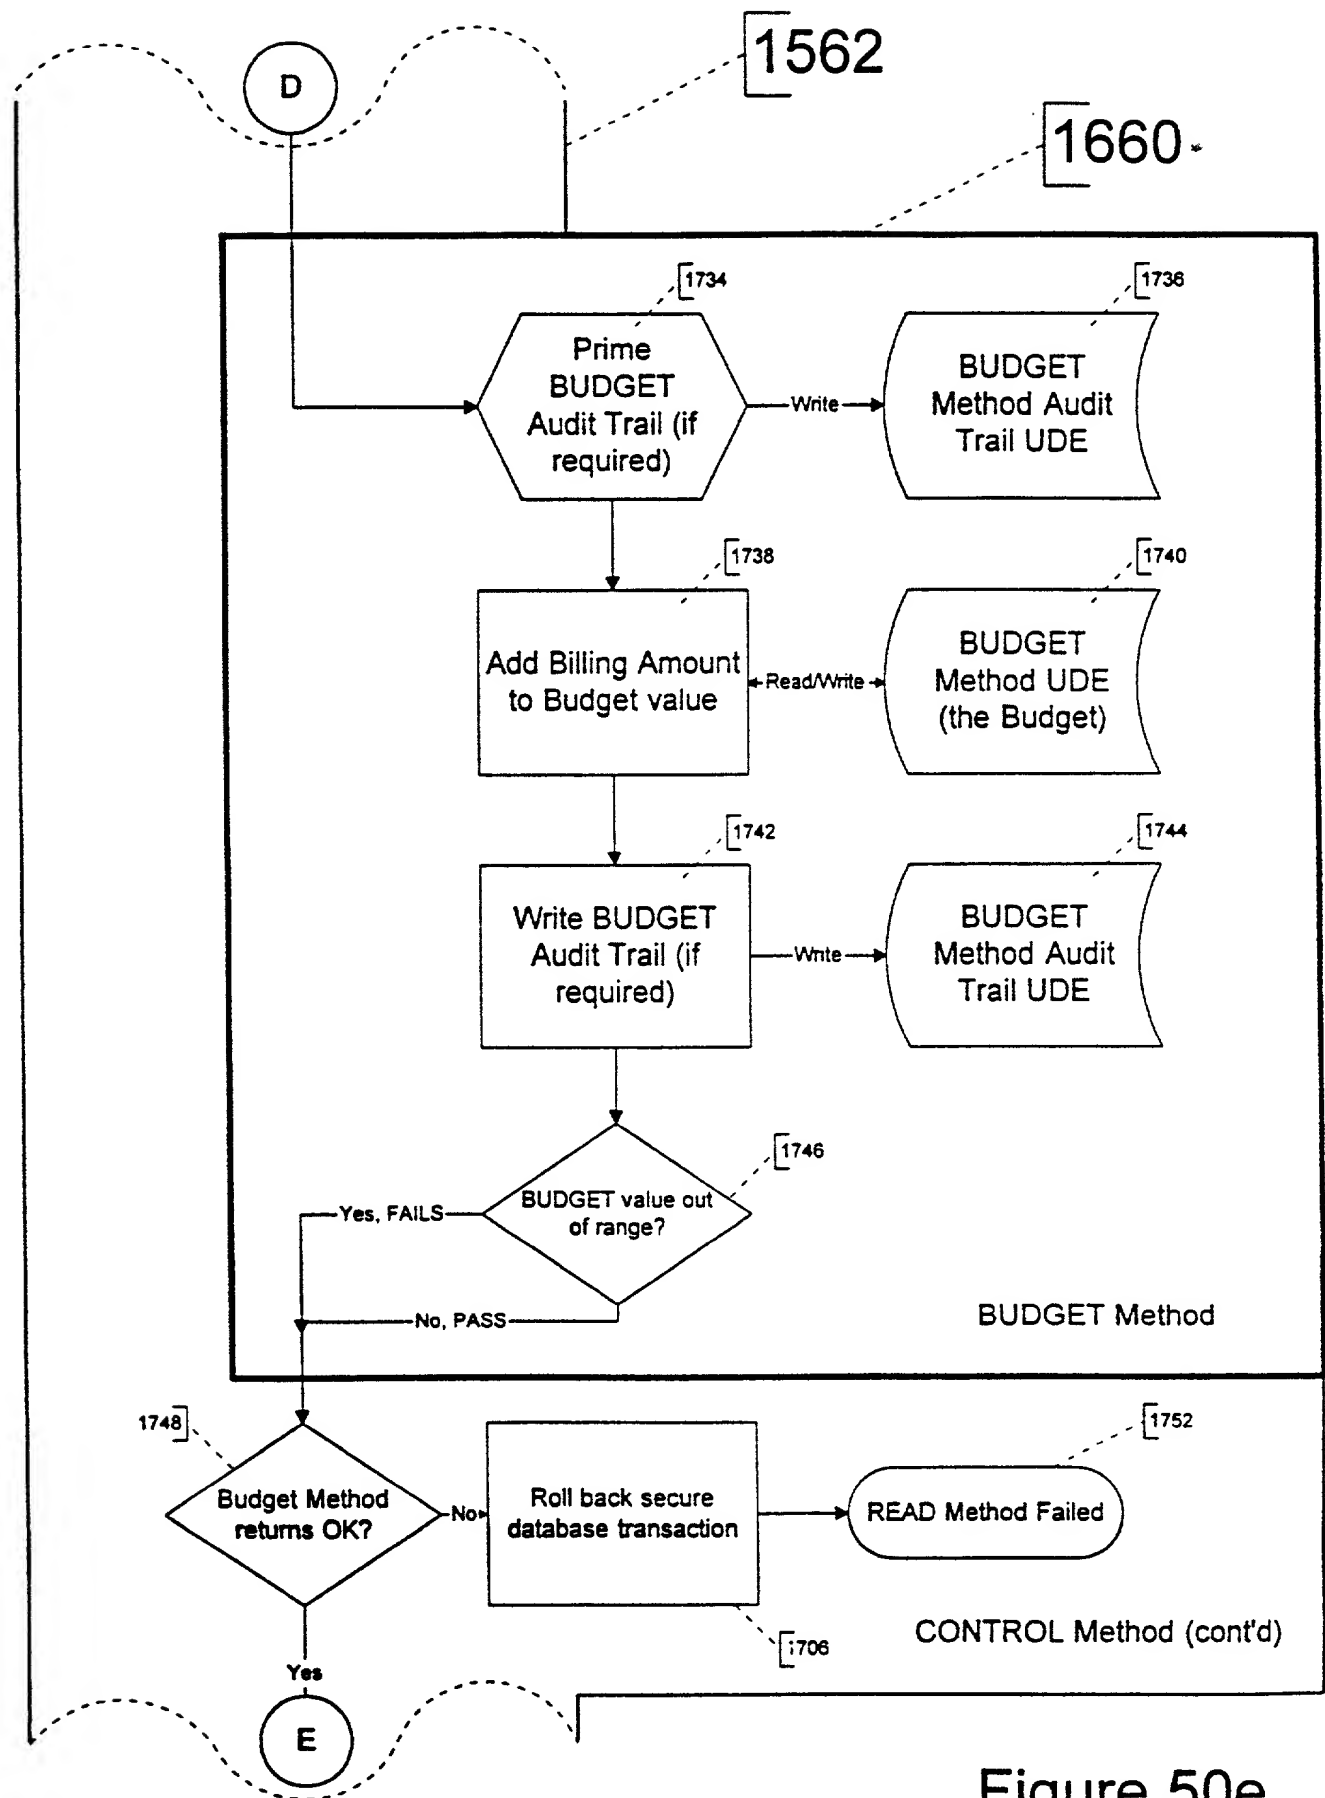 D
1562
1660
1734
1736
Prime
BUDGET
Audit Trail (if
required)
Write
BUDGET
Method Audit
Trail UDE
1738
1740
Add Billing Amount
to Budget value
Read/Write
BUDGET
Method UDE
(the Budget)
1742
1744
Write BUDGET
Audit Trail (if
required)
Write
BUDGET
Method Audit
Trail UDE
1746
BUDGET value out
of range?
Yes, FAILS
No, PASS
BUDGET Method
1748
1752
Budget Method
returns OK?
No
Roll back secure
database transaction
READ Method Failed
1706
CONTROL Method (cont'd)
Yes
E
Figure 50e